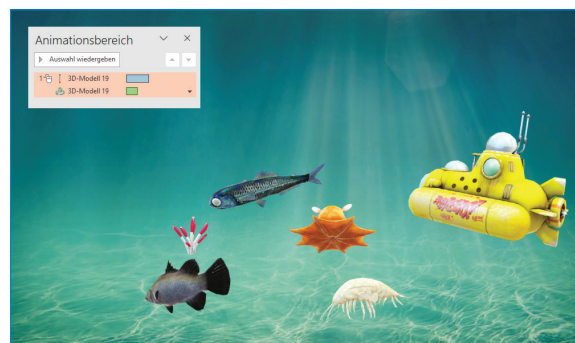 Animationsbereich
Auswahl wiedergeben
1 3D-Modell 19
3D-Modell 19